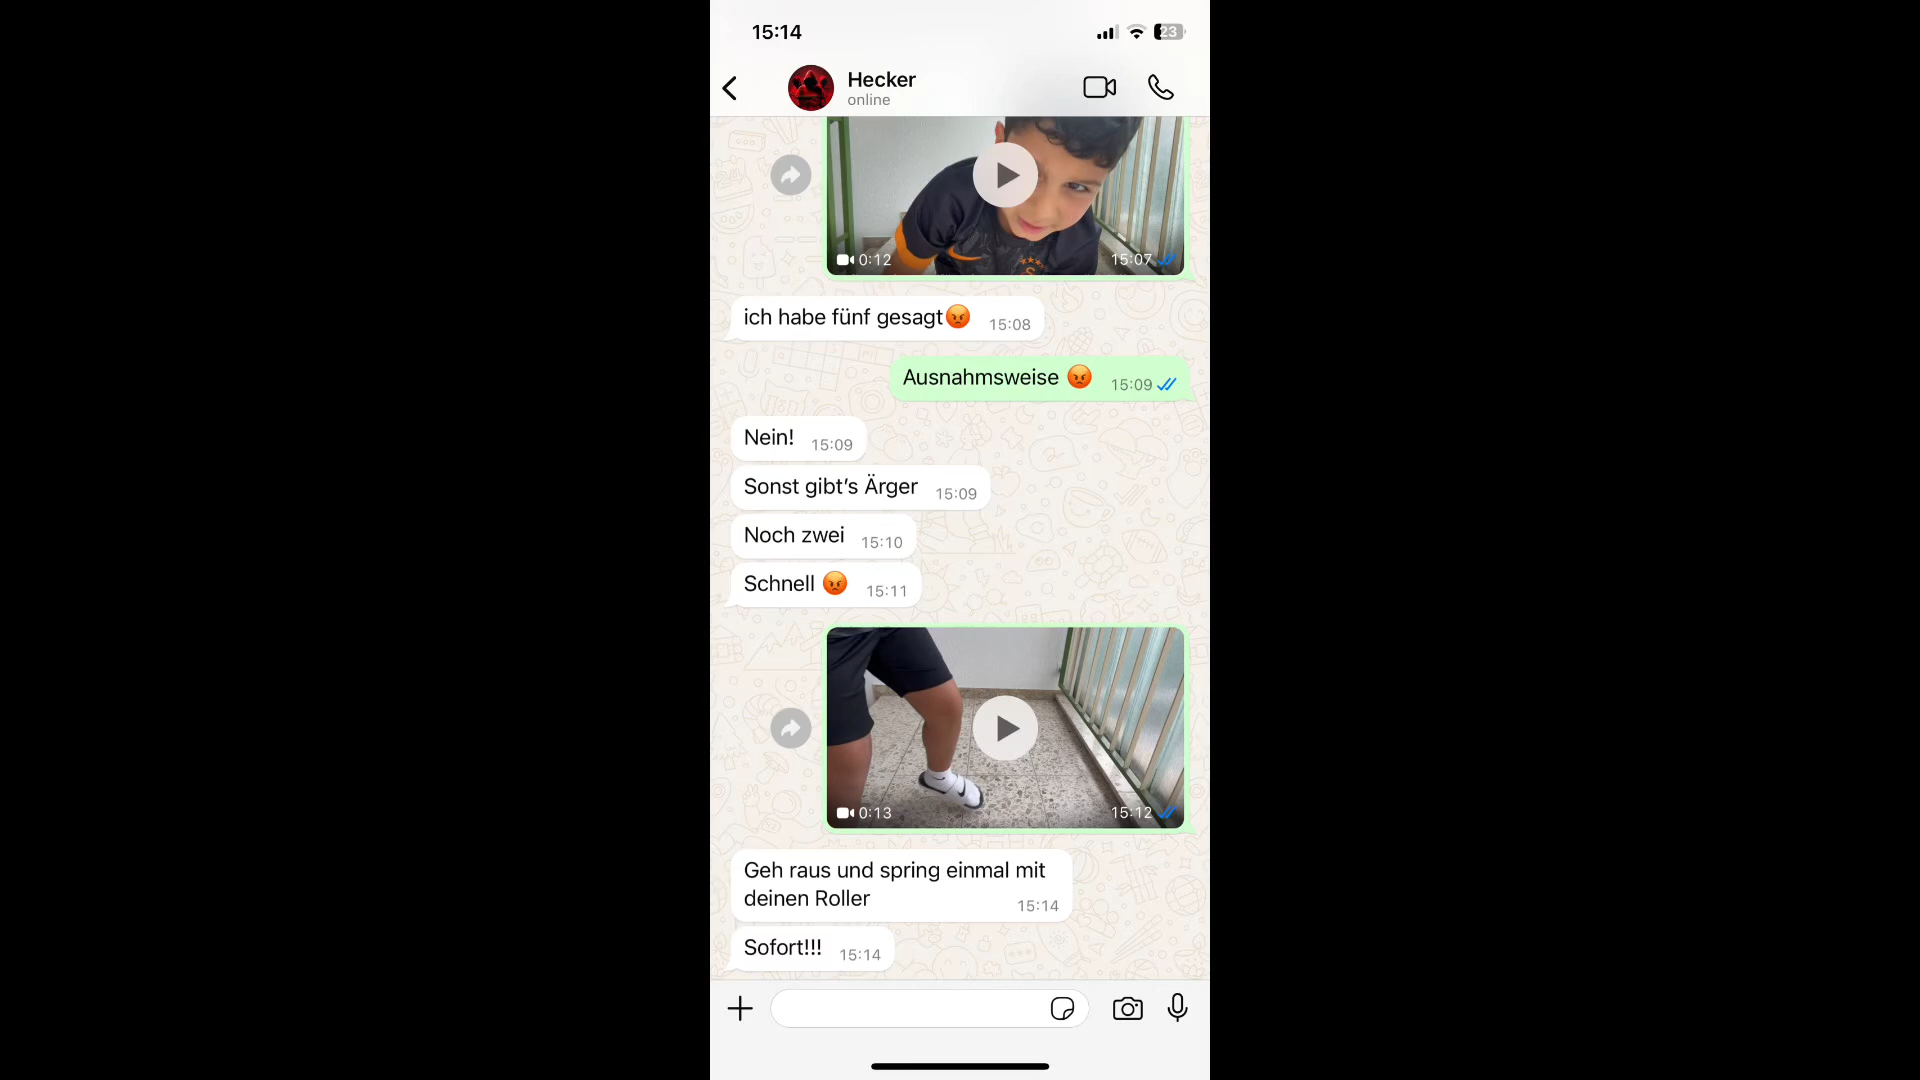 15:14
23
Hecker
online
0:12
15:07
ich habe fünf gesagt😡 15:08
Ausnahmsweise 😡 15:09
Nein! 15:09
Sonst gibt's Ärger 15:09
Noch zwei 15:10
Schnell 😡 15:11
0:13
15:12
Geh raus und spring einmal mit
deinen Roller
15:14
Sofort!!! 15:14